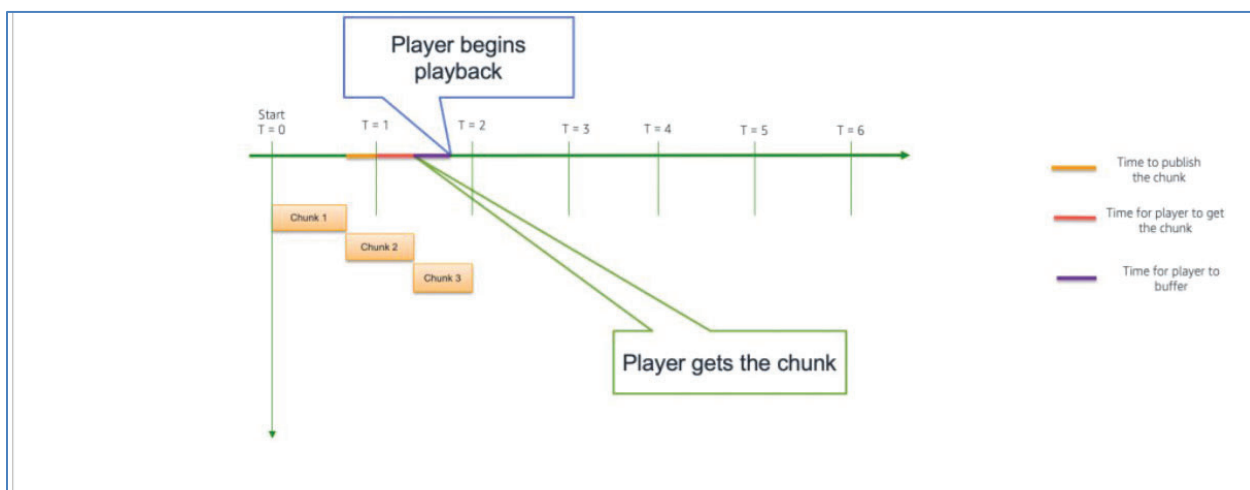 Player begins
playback
Start
T = 0
T = 1
T = 2
T = 3
T = 4
T = 5
T = 6
Time to publish
the chunk
Chunk 1
Time for player to get
the chunk
Chunk 2
Chunk 3
Time for player to
buffer
Player gets the chunk